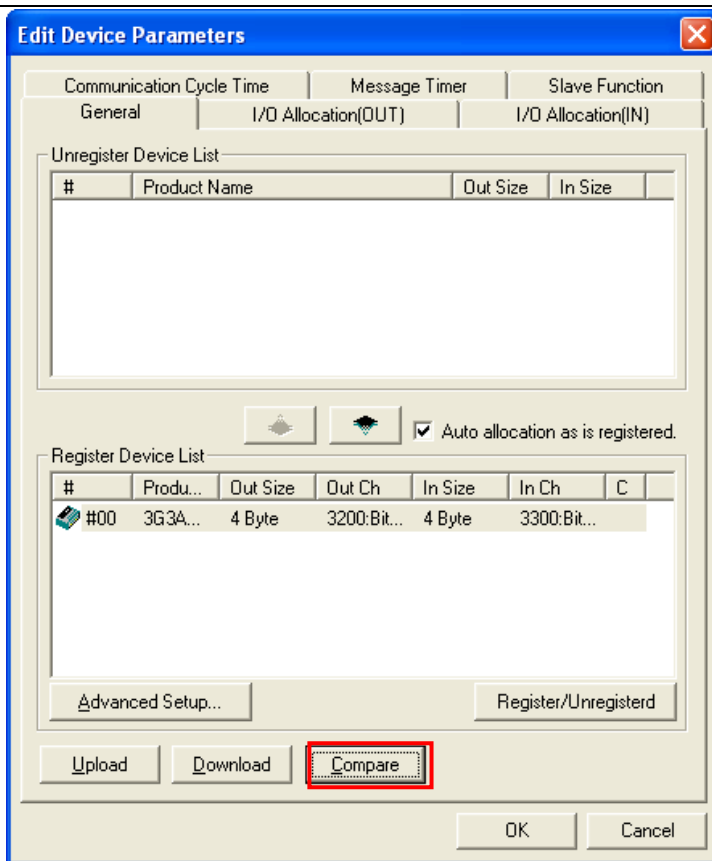 Edit Device Parameters
Communication Cycle Time Message Timer Slave Function
General I/O Allocation(OUT) I/O Allocation(IN)
Unregister Device List
# Product Name Out Size In Size
Auto allocation as is registered.
Register Device List
# Produ... Out Size Out Ch In Size In Ch C
#00 3G3A... 4 Byte 3200:Bit... 4 Byte 3300:Bit...
Advanced Setup... Register/Unregisterd
Upload Download Compare
OK Cancel